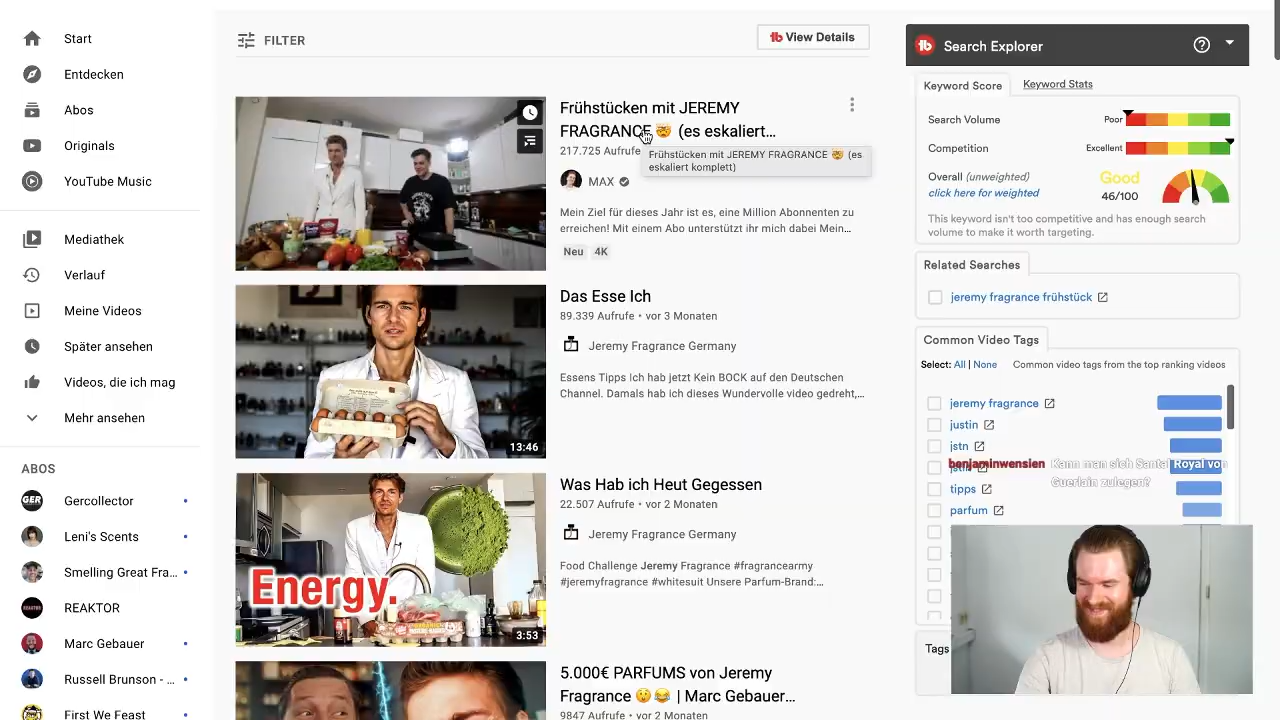 Start
Entdecken
Abos
Originals
YouTube Music
Mediathek
Verlauf
Meine Videos
Später ansehen
Videos, die ich mag
Mehr ansehen
ABOS
Gercollector
Leni's Scents
Smelling Great Fra...
REAKTOR
Marc Gebauer
Russell Brunson - ...
First We Feast
FILTER
View Details
Frühstücken mit JEREMY
FRAGRANCE 🤯 (es eskaliert...
217.725 Aufrufe
Frühstücken mit JEREMY FRAGRANCE 🤯 (es
eskaliert komplett)
MAX
Mein Ziel für dieses Jahr ist es, eine Million Abonnenten zu
erreichen! Mit einem Abo unterstützt ihr mich dabei Mein...
Neu 4K
Das Esse Ich
89.339 Aufrufe • vor 3 Monaten
Jeremy Fragrance Germany
Essens Tipps Ich hab jetzt Kein BOCK auf den Deutschen
Channel. Damals hab ich dieses Wundervolle video gedreht,...
13:46
Was Hab ich Heut Gegessen
22.507 Aufrufe • vor 2 Monaten
Jeremy Fragrance Germany
Food Challenge Jeremy Fragrance #fragrancearmy
#jeremyfragrance #whitesuit Unsere Parfum-Brand:...
Energy.
3:53
5.000€ PARFUMS von Jeremy
Fragrance 😲😂 | Marc Gebauer...
9847 Aufrufe • vor 2 Monaten
Search Explorer
Keyword Score
Keyword Stats
Search Volume
Poor
Competition
Excellent
Overall (unweighted)
click here for weighted
Good
46/100
This keyword isn't too competitive and has enough search
volume to make it worth targeting.
Related Searches
jeremy fragrance frühstück
Common Video Tags
Select: All | None
Common video tags from the top ranking videos
jeremy fragrance
justin
jstn
benjaminwensien Kann man sich Santal Royal von
Guerlain zulegen?
tipps
parfum
Tags